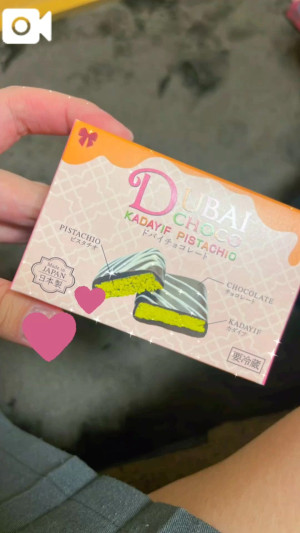 DUBAI
CHOCO
KADAYIF PISTACHIO
ドバイチョコレート
PISTACHIO
ピスタチオ
MADE IN
JAPAN
日本製
CHOCOLATE
チョコレート
KADAYIF
カダイフ
要冷蔵